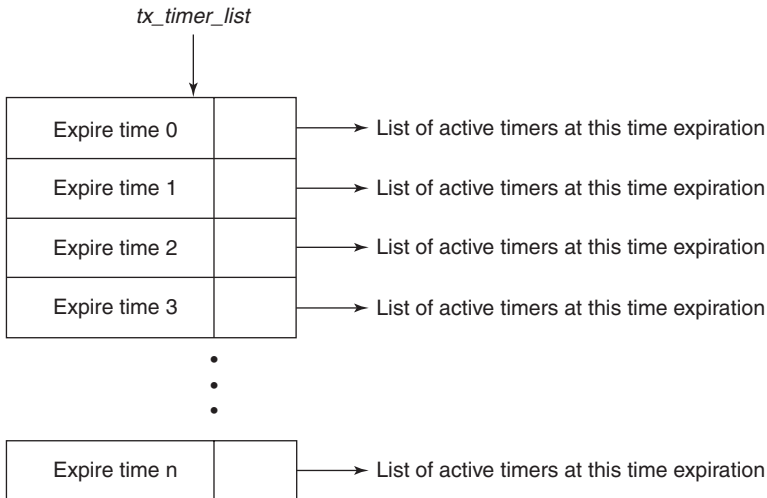 tx_timer_list
Expire time 0 List of active timers at this time expiration
Expire time 1 List of active timers at this time expiration
Expire time 2 List of active timers at this time expiration
Expire time 3 List of active timers at this time expiration
Expire time n List of active timers at this time expiration